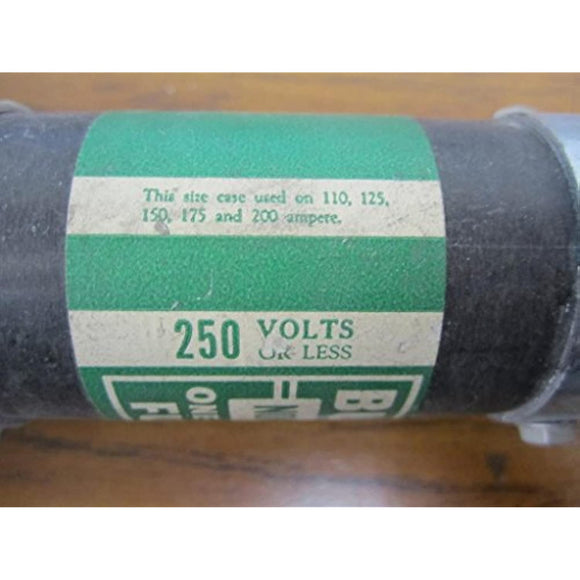 This size case used on 110, 125,
150, 175 and 200 ampere.
250 VOLTS
OR LESS